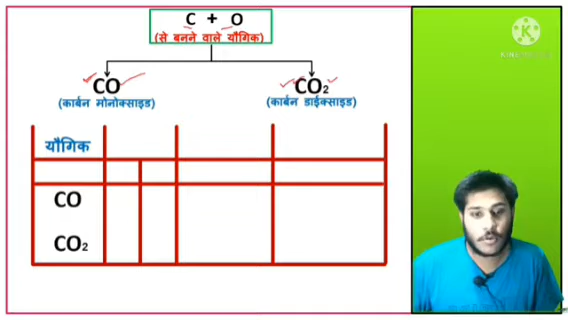 C + O
(से बनने वाले यौगिक)
CO
(कार्बन मोनोक्साइड)
CO₂
(कार्बन डाईक्साइड)
यौगिक
CO
CO₂